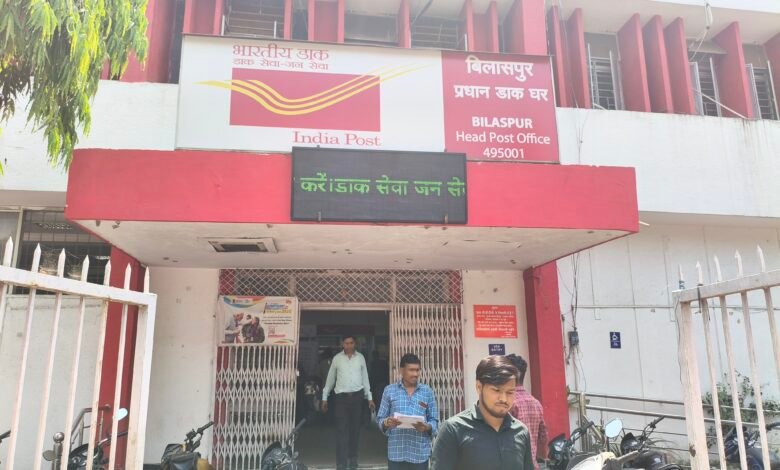 भारतीय डाक
डाक सेवा-जन सेवा
India Post
बिलासपुर
प्रधान डाक घर
BILASPUR
Head Post Office
495001
करें।डाक सेवा जन से